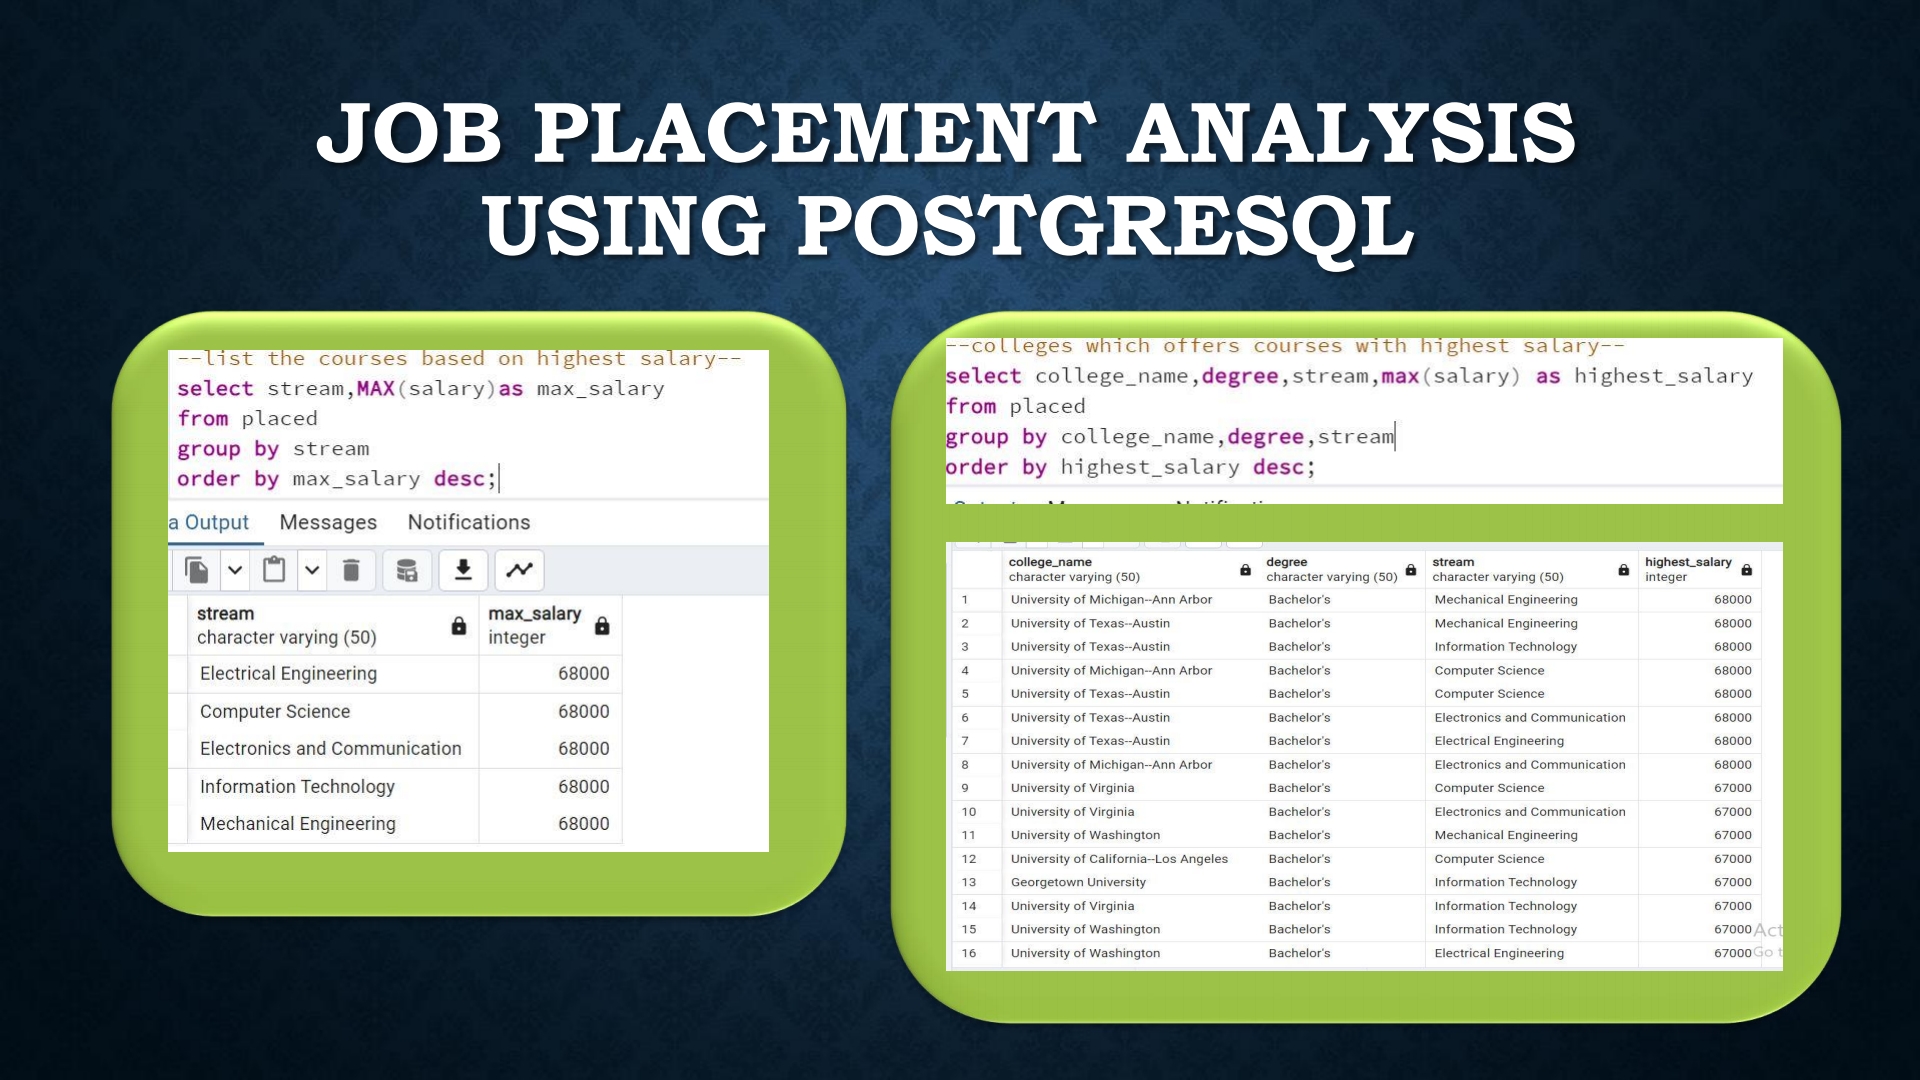 JOB PLACEMENT ANALYSIS
USING POSTGRESQL
--list the courses based on highest salary--
select stream,MAX(salary)as max_salary
from placed
group by stream
order by max_salary desc;
a Output Messages Notifications
stream max_salary
character varying (50) integer
Electrical Engineering 68000
Computer Science 68000
Electronics and Communication 68000
Information Technology 68000
Mechanical Engineering 68000
--colleges which offers courses with highest salary--
select college_name,degree,stream,max(salary) as highest_salary
from placed
group by college_name,degree,stream
order by highest_salary desc;
college_name degree stream highest_salary
character varying (50) character varying (50) character varying (50) integer
1 University of Michigan--Ann Arbor Bachelor's Mechanical Engineering 68000
2 University of Texas--Austin Bachelor's Mechanical Engineering 68000
3 University of Texas--Austin Bachelor's Information Technology 68000
4 University of Michigan--Ann Arbor Bachelor's Computer Science 68000
5 University of Texas--Austin Bachelor's Computer Science 68000
6 University of Texas--Austin Bachelor's Electronics and Communication 68000
7 University of Texas--Austin Bachelor's Electrical Engineering 68000
8 University of Michigan--Ann Arbor Bachelor's Electronics and Communication 68000
9 University of Virginia Bachelor's Computer Science 67000
10 University of Virginia Bachelor's Electronics and Communication 67000
11 University of Washington Bachelor's Mechanical Engineering 67000
12 University of California--Los Angeles Bachelor's Computer Science 67000
13 Georgetown University Bachelor's Information Technology 67000
14 University of Virginia Bachelor's Information Technology 67000
15 University of Washington Bachelor's Information Technology 67000 Act
16 University of Washington Bachelor's Electrical Engineering 67000 Go t